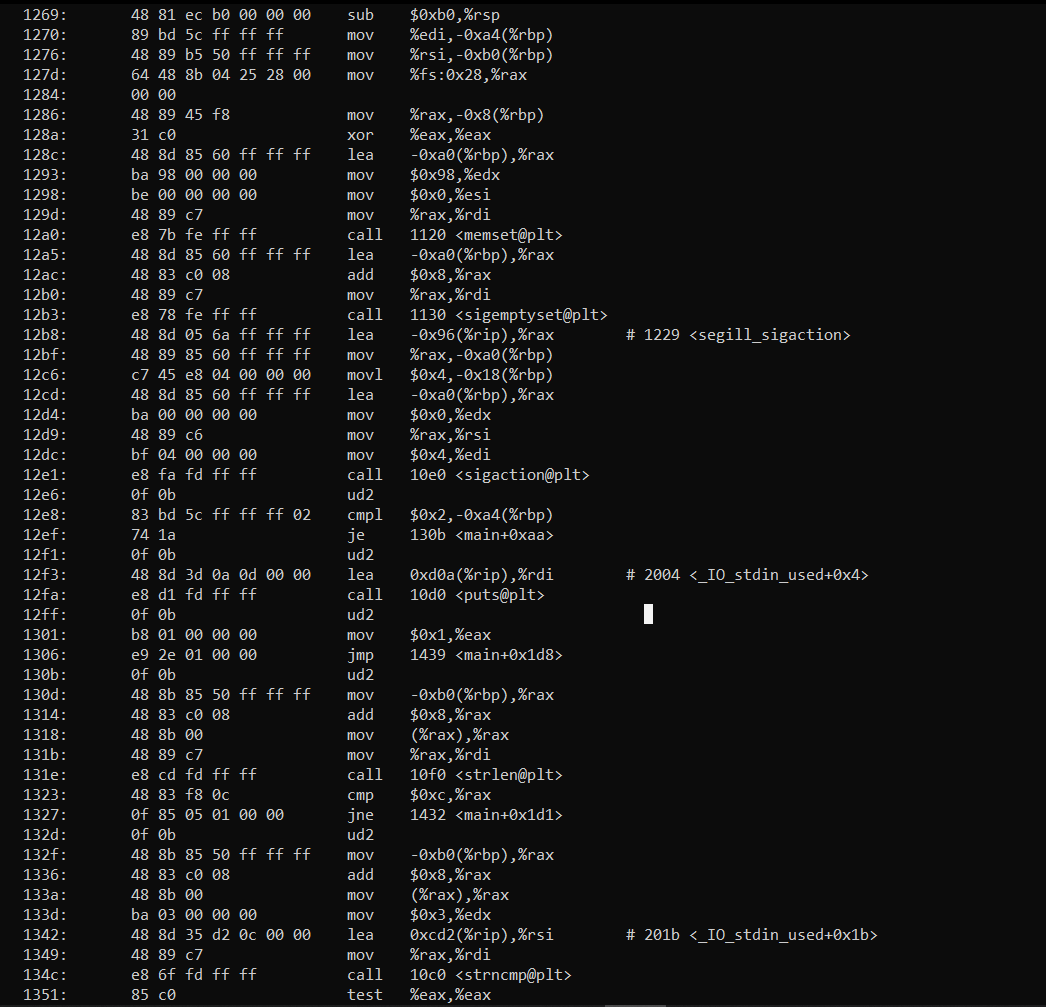 1269: 48 81 ec b0 00 00 00 sub $0xb0,%rsp
1270: 89 bd 5c ff ff ff mov %edi,-0xa4(%rbp)
1276: 48 89 b5 50 ff ff ff mov %rsi,-0xb0(%rbp)
127d: 64 48 8b 04 25 28 00 mov %fs:0x28,%rax
1284: 00 00
1286: 48 89 45 f8 mov %rax,-0x8(%rbp)
128a: 31 c0 xor %eax,%eax
128c: 48 8d 85 60 ff ff ff lea -0xa0(%rbp),%rax
1293: ba 98 00 00 00 mov $0x98,%edx
1298: be 00 00 00 00 mov $0x0,%esi
129d: 48 89 c7 mov %rax,%rdi
12a0: e8 7b fe ff ff call 1120 <memset@plt>
12a5: 48 8d 85 60 ff ff ff lea -0xa0(%rbp),%rax
12ac: 48 83 c0 08 add $0x8,%rax
12b0: 48 89 c7 mov %rax,%rdi
12b3: e8 78 fe ff ff call 1130 <sigemptyset@plt>
12b8: 48 8d 05 6a ff ff ff lea -0x96(%rip),%rax # 1229 <segill_sigaction>
12bf: 48 89 85 60 ff ff ff mov %rax,-0xa0(%rbp)
12c6: c7 45 e8 04 00 00 00 movl $0x4,-0x18(%rbp)
12cd: 48 8d 85 60 ff ff ff lea -0xa0(%rbp),%rax
12d4: ba 00 00 00 00 mov $0x0,%edx
12d9: 48 89 c6 mov %rax,%rsi
12dc: bf 04 00 00 00 mov $0x4,%edi
12e1: e8 fa fd ff ff call 10e0 <sigaction@plt>
12e6: 0f 0b ud2
12e8: 83 bd 5c ff ff ff 02 cmpl $0x2,-0xa4(%rbp)
12ef: 74 1a je 130b <main+0xaa>
12f1: 0f 0b ud2
12f3: 48 8d 3d 0a 0d 00 00 lea 0xd0a(%rip),%rdi # 2004 <_IO_stdin_used+0x4>
12fa: e8 d1 fd ff ff call 10d0 <puts@plt>
12ff: 0f 0b ud2
1301: b8 01 00 00 00 mov $0x1,%eax
1306: e9 2e 01 00 00 jmp 1439 <main+0x1d8>
130b: 0f 0b ud2
130d: 48 8b 85 50 ff ff ff mov -0xb0(%rbp),%rax
1314: 48 83 c0 08 add $0x8,%rax
1318: 48 8b 00 mov (%rax),%rax
131b: 48 89 c7 mov %rax,%rdi
131e: e8 cd fd ff ff call 10f0 <strlen@plt>
1323: 48 83 f8 0c cmp $0xc,%rax
1327: 0f 85 05 01 00 00 jne 1432 <main+0x1d1>
132d: 0f 0b ud2
132f: 48 8b 85 50 ff ff ff mov -0xb0(%rbp),%rax
1336: 48 83 c0 08 add $0x8,%rax
133a: 48 8b 00 mov (%rax),%rax
133d: ba 03 00 00 00 mov $0x3,%edx
1342: 48 8d 35 d2 0c 00 00 lea 0xcd2(%rip),%rsi # 201b <_IO_stdin_used+0x1b>
1349: 48 89 c7 mov %rax,%rdi
134c: e8 6f fd ff ff call 10c0 <strncmp@plt>
1351: 85 c0 test %eax,%eax